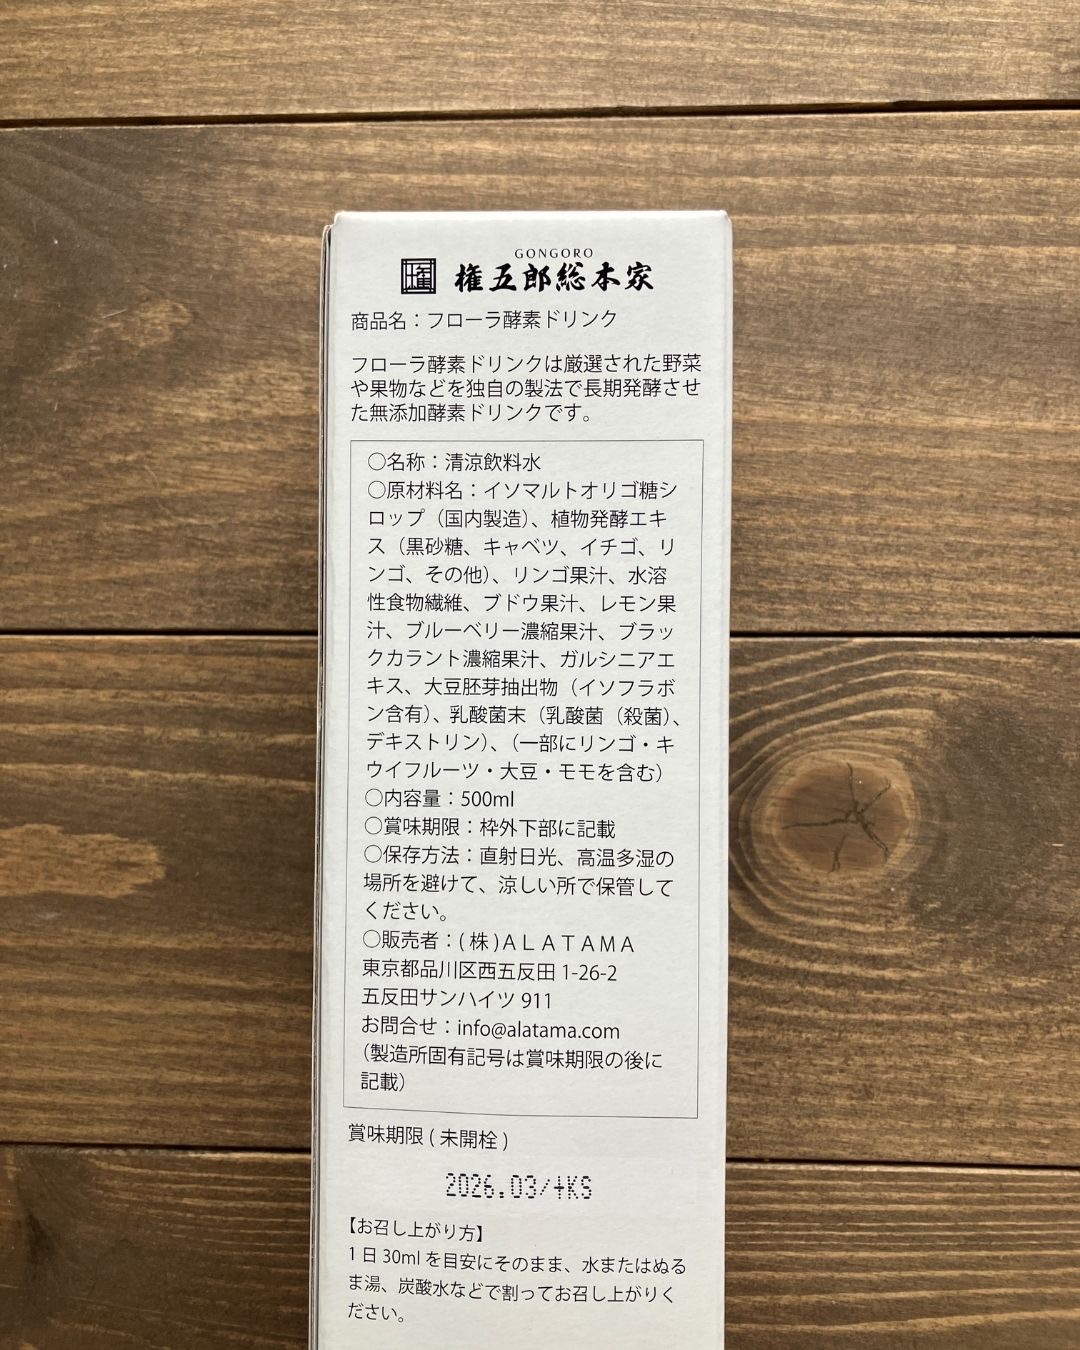 GONGORO
権 権五郎総本家
商品名：フローラ酵素ドリンク
フローラ酵素ドリンクは厳選された野菜
や果物などを独自の製法で長期発酵させ
た無添加酵素ドリンクです。
○名称：清涼飲料水
○原材料名：イソマルトオリゴ糖シ
ロップ（国内製造）、植物発酵エキ
ス（黒砂糖、キャベツ、イチゴ、リ
ンゴ、その他）、リンゴ果汁、水溶
性食物繊維、ブドウ果汁、レモン果
汁、ブルーベリー濃縮果汁、ブラッ
クカラント濃縮果汁、ガルシニアエ
キス、大豆胚芽抽出物（イソフラボ
ン含有）、乳酸菌末（乳酸菌（殺菌）、
デキストリン）、（一部にリンゴ・キ
ウイフルーツ・大豆・モモを含む）
○内容量：500ml
○賞味期限：枠外下部に記載
○保存方法：直射日光、高温多湿の
場所を避けて、涼しい所で保管して
ください。
○販売者：(株)ＡＬＡＴＡＭＡ
東京都品川区西五反田 1-26-2
五反田サンハイツ 911
お問合せ：info@alatama.com
（製造所固有記号は賞味期限の後に
記載）
賞味期限 ( 未開栓 )
2026.03/+KS
【お召し上がり方】
1 日 30ml を目安にそのまま、水またはぬる
ま湯、炭酸水などで割ってお召し上がりく
ださい。